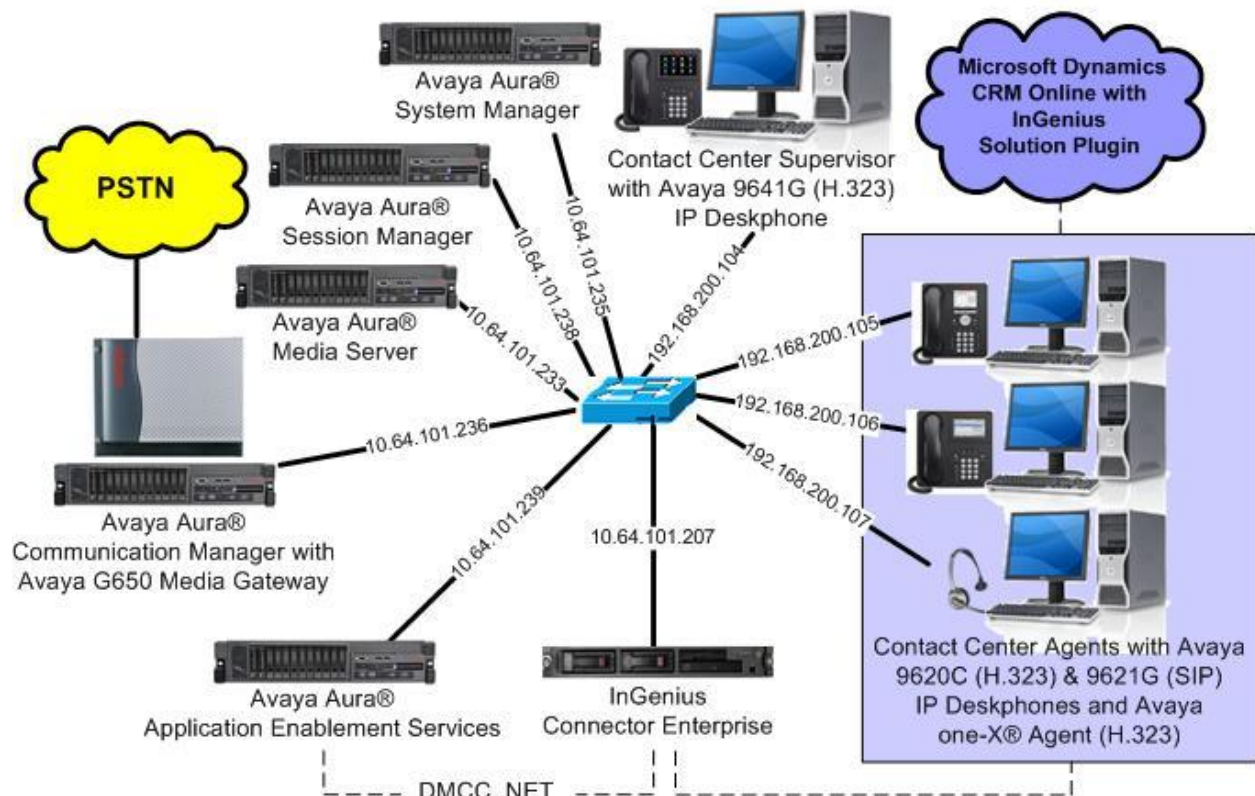 Avaya Aura®
System Manager
Contact Center Supervisor
with Avaya 9641G (H.323)
IP Deskphone
Microsoft Dynamics
CRM Online with
InGenius
Solution Plugin
PSTN
Avaya Aura®
Session Manager
Avaya Aura®
Media Server
10.64.101.235
10.64.101.238
10.64.101.233
192.168.200.104
192.168.200.105
192.168.200.106
192.168.200.107
10.64.101.236
10.64.101.239
10.64.101.207
Avaya Aura®
Communication Manager with
Avaya G650 Media Gateway
Avaya Aura®
Application Enablement Services
InGenius
Connector Enterprise
Contact Center Agents with Avaya
9620C (H.323) & 9621G (SIP)
IP Deskphones and Avaya
one-X® Agent (H.323)
DMCC .NET